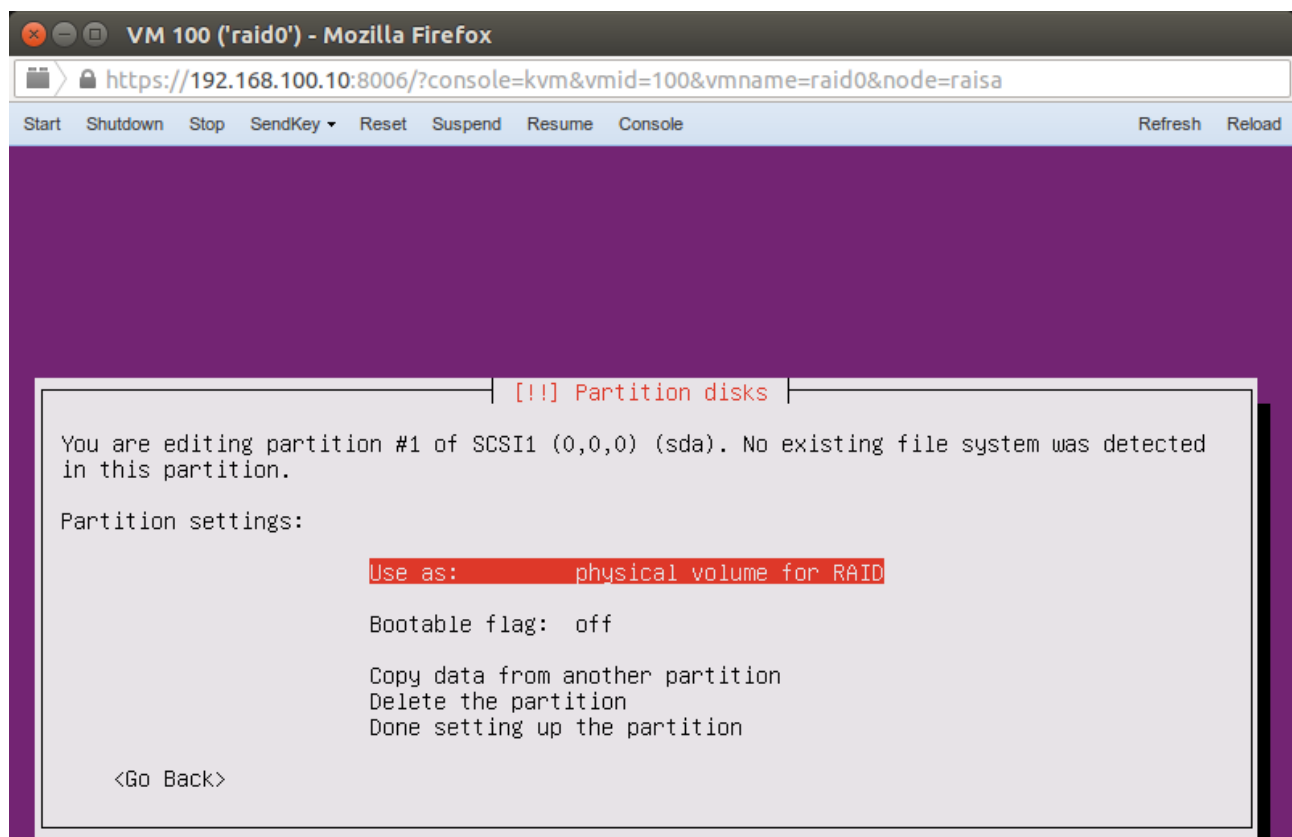 VM 100 ('raid0') - Mozilla Firefox
https://192.168.100.10:8006/?console=kvm&vmid=100&vmname=raid0&node=raisa
Start Shutdown Stop SendKey Reset Suspend Resume Console Refresh Reload
[!!] Partition disks
You are editing partition #1 of SCSI1 (0,0,0) (sda). No existing file system was detected
in this partition.
Partition settings:
Use as: physical volume for RAID
Bootable flag: off
Copy data from another partition
Delete the partition
Done setting up the partition
<Go Back>